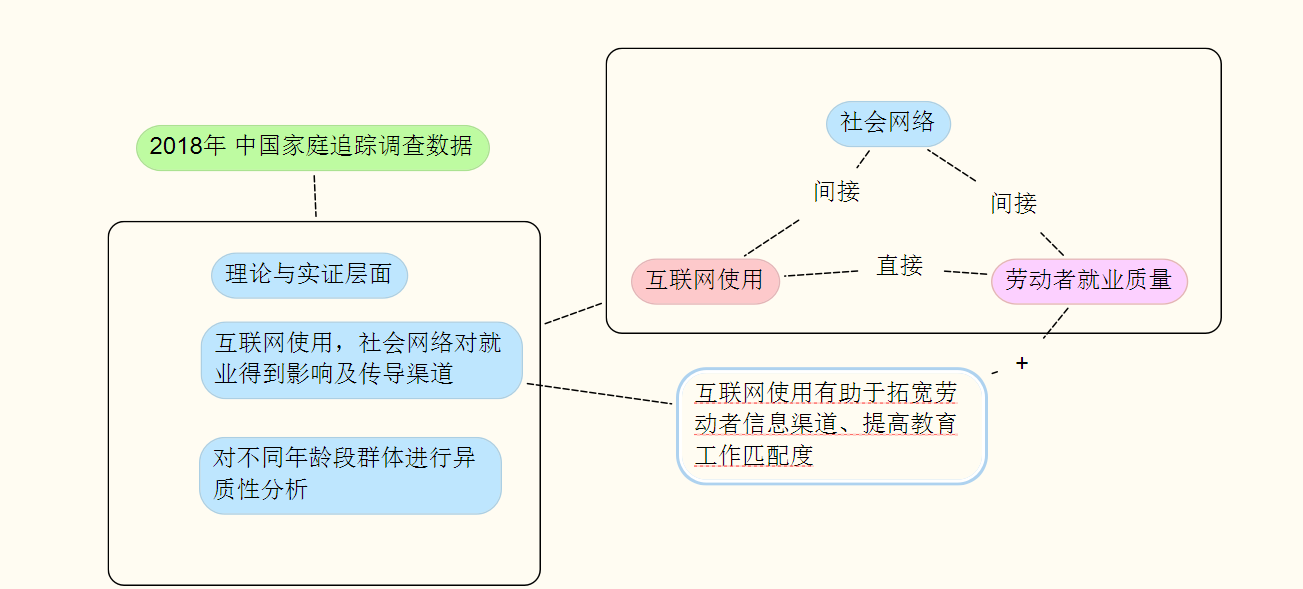 2018年 中国家庭追踪调查数据
理论与实证层面
互联网使用，社会网络对就
业得到影响及传导渠道
对不同年龄段群体进行异
质性分析
社会网络
间接
间接
互联网使用
直接
劳动者就业质量
+
互联网使用有助于拓宽劳
动者信息渠道、提高教育
工作匹配度